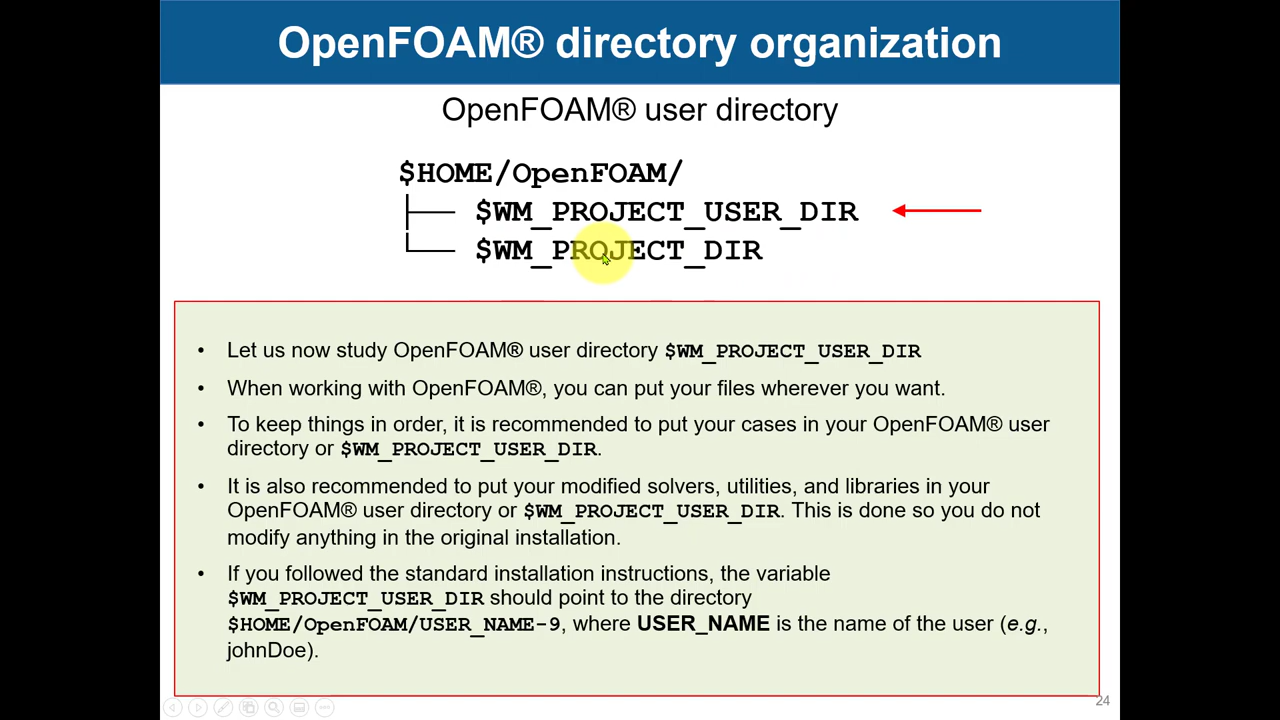 OpenFOAM® directory organization
OpenFOAM® user directory
$HOME/OpenFOAM/
├── $WM_PROJECT_USER_DIR
└── $WM_PROJECT_DIR
• Let us now study OpenFOAM® user directory $WM_PROJECT_USER_DIR
• When working with OpenFOAM®, you can put your files wherever you want.
• To keep things in order, it is recommended to put your cases in your OpenFOAM® user
directory or $WM_PROJECT_USER_DIR.
• It is also recommended to put your modified solvers, utilities, and libraries in your
OpenFOAM® user directory or $WM_PROJECT_USER_DIR. This is done so you do not
modify anything in the original installation.
• If you followed the standard installation instructions, the variable
$WM_PROJECT_USER_DIR should point to the directory
$HOME/OpenFOAM/USER_NAME-9, where USER_NAME is the name of the user (e.g.,
johnDoe).
24